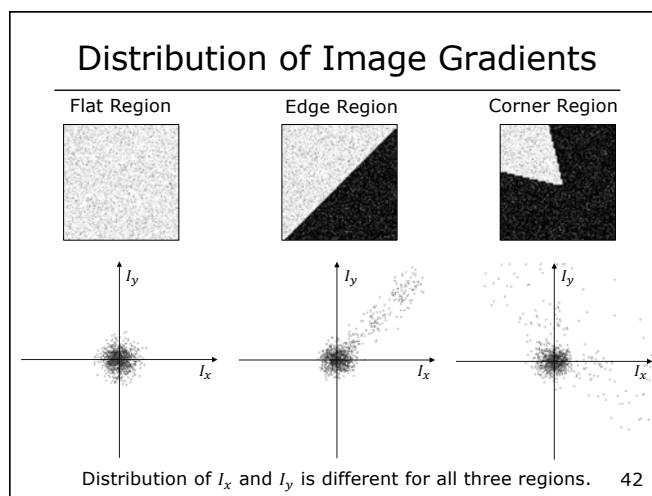 Distribution of Image Gradients
Flat Region Edge Region Corner Region
I_y I_y I_y
I_x I_x I_x
Distribution of I_x and I_y is different for all three regions. 42